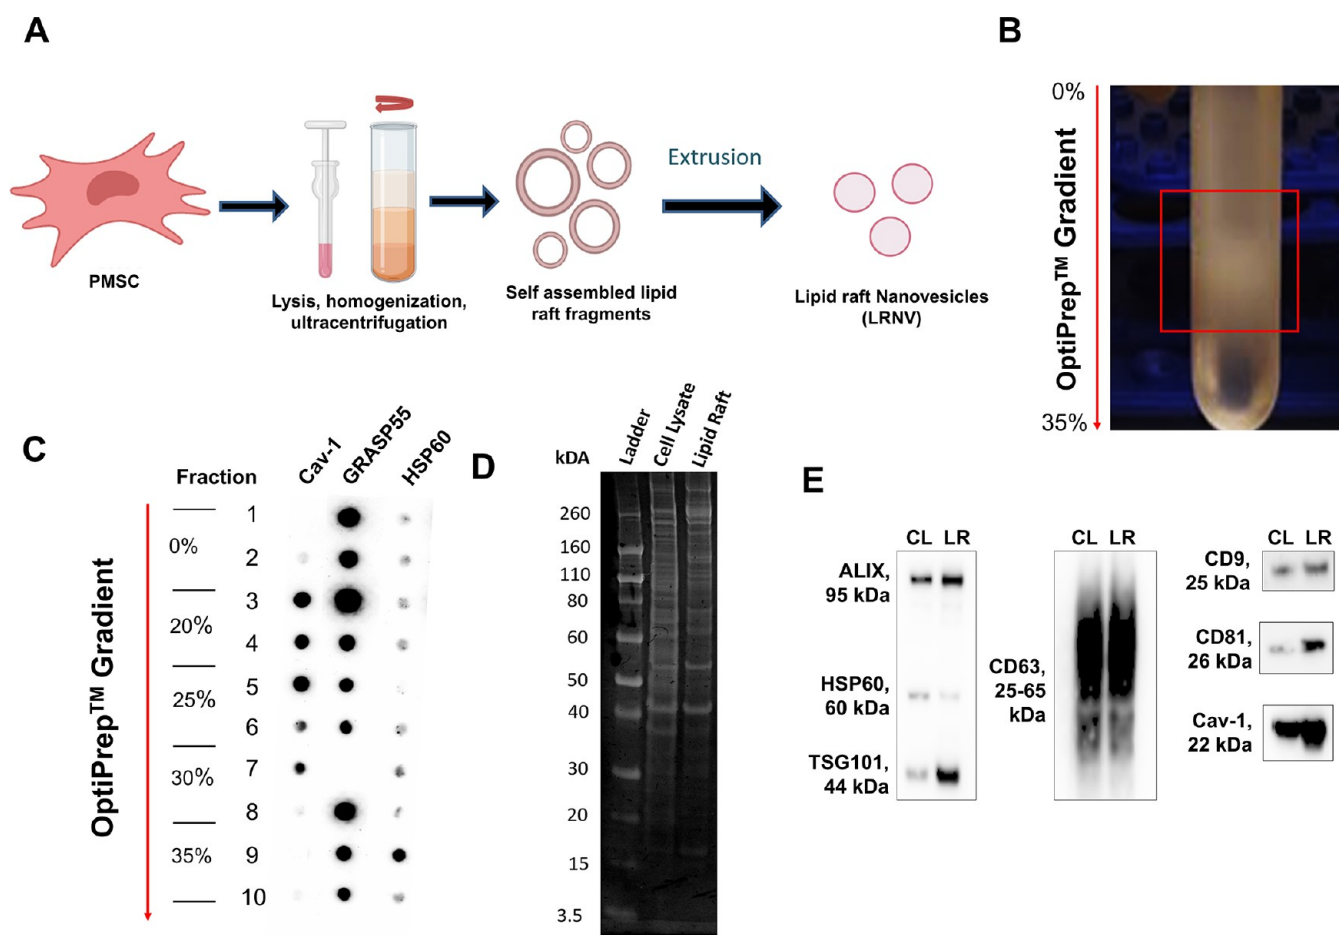 A
PMSC
Lysis, homogenization,
ultracentrifugation
Self assembled lipid
raft fragments
Extrusion
Lipid raft Nanovesicles
(LRNV)
B
0%
OptiPrep™ Gradient
35%
C
Fraction
Cav-1
GRASP55
HSP60
OptiPrep™ Gradient
0%
20%
25%
30%
35%
1
2
3
4
5
6
7
8
9
10
D
kDA
Ladder
Cell Lysate
Lipid Raft
260
160
110
80
60
50
40
30
20
15
3.5
E
CL LR
ALIX,
95 kDa
HSP60,
60 kDa
TSG101,
44 kDa
CL LR
CD63,
25-65
kDa
CL LR
CD9,
25 kDa
CD81,
26 kDa
Cav-1,
22 kDa